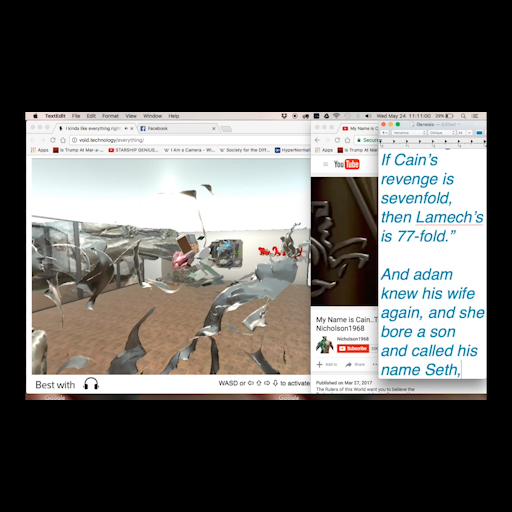 TextEdit File Edit Format View Window Help
Wed May 24 11:11:00 39%
I kinda like everything righ
Facebook
My Name is C
Genesis — Edited
void.technology/everything/
Secure
Apps Is Trump At Mar-a- STARSHIP GENIUS I Am a Camera - Wi Society for the Diff HyperNormal
Apps Is Trump At Mar
YouTube
If Cain's
revenge is
sevenfold,
then Lamech's
is 77-fold.”
And adam
knew his wife
again, and she
bore a son
and called his
name Seth,
My Name is Cain..T
Nicholson1968
Nicholson1968
Subscribe
Add to Share
Published on Mar 27, 2017
The Rulers of this World want you to believe the
Best with
WASD or to activate
Google
Google